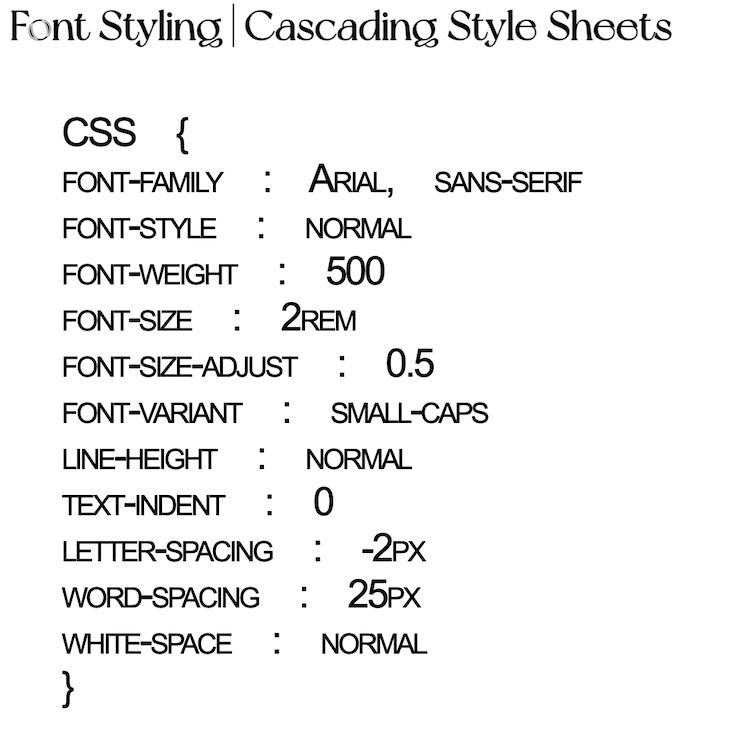 Font Styling | Cascading Style Sheets
CSS {
font-family : Arial, sans-serif
font-style : normal
font-weight : 500
font-size : 2rem
font-size-adjust : 0.5
font-variant : small-caps
line-height : normal
text-indent : 0
letter-spacing : -2px
word-spacing : 25px
white-space : normal
}